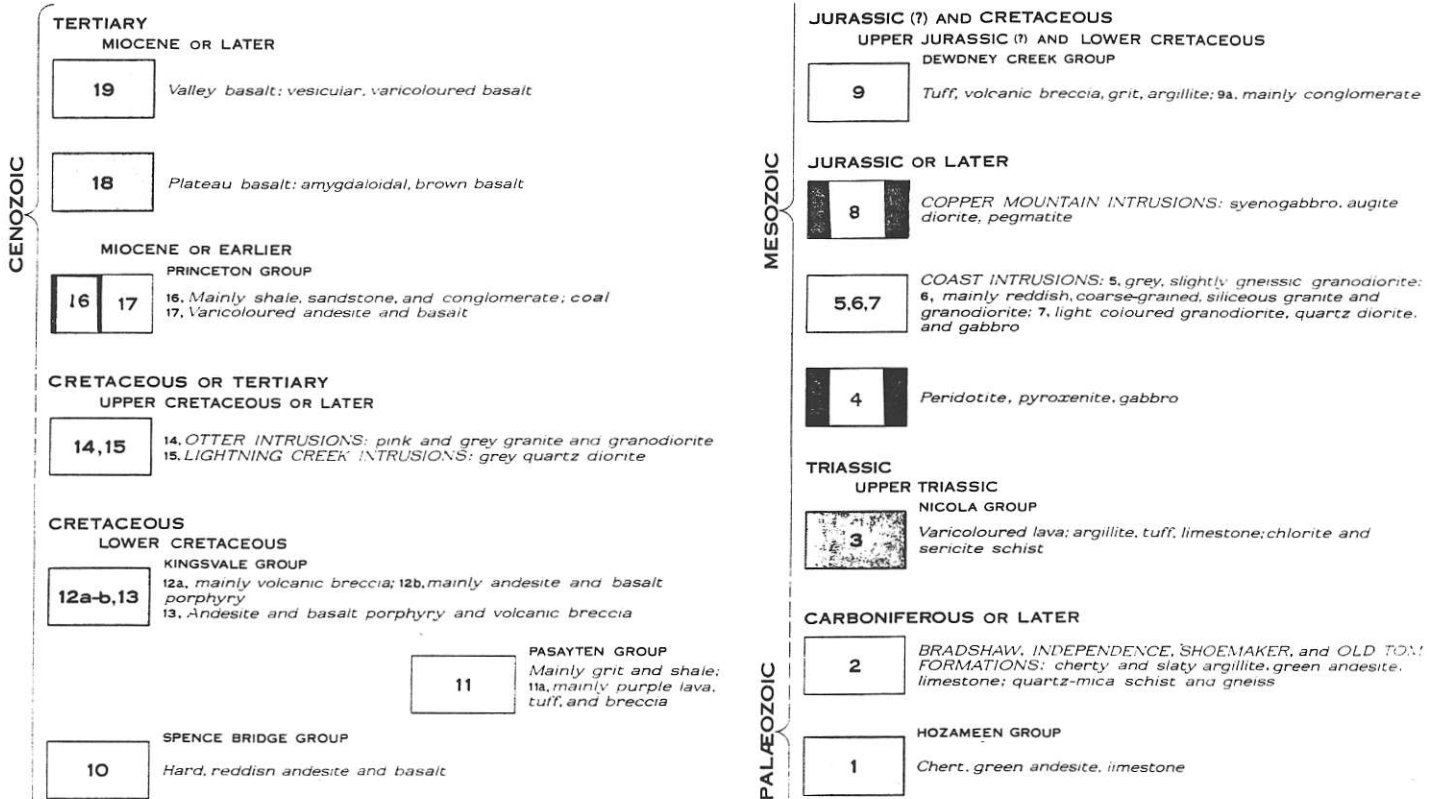 CENOZOIC
TERTIARY
MIOCENE OR LATER
19
Valley basalt: vesicular, varicoloured basalt
18
Plateau basalt: amygdaloidal, brown basalt
MIOCENE OR EARLIER
PRINCETON GROUP
16 17
16, Mainly shale, sandstone, and conglomerate; coal
17, Varicoloured andesite and basalt
CRETACEOUS OR TERTIARY
UPPER CRETACEOUS OR LATER
14,15
14, OTTER INTRUSIONS: pink and grey granite and granodiorite
15, LIGHTNING CREEK INTRUSIONS: grey quartz diorite
CRETACEOUS
LOWER CRETACEOUS
KINGSVALE GROUP
12a-b,13
12a, mainly volcanic breccia; 12b, mainly andesite and basalt
porphyry
13, Andesite and basalt porphyry and volcanic breccia
PASAYTEN GROUP
11
Mainly grit and shale;
11a, mainly purple lava,
tuff, and breccia
SPENCE BRIDGE GROUP
10
Hard, reddish andesite and basalt
MESOZOIC
JURASSIC (?) AND CRETACEOUS
UPPER JURASSIC (?) AND LOWER CRETACEOUS
DEWDNEY CREEK GROUP
9
Tuff, volcanic breccia, grit, argillite; 9a, mainly conglomerate
JURASSIC OR LATER
8
COPPER MOUNTAIN INTRUSIONS: syenogabbro, augite
diorite, pegmatite
5,6,7
COAST INTRUSIONS: 5, grey, slightly gneissic granodiorite;
6, mainly reddish, coarse-grained, siliceous granite and
granodiorite; 7, light coloured granodiorite, quartz diorite,
and gabbro
4
Peridotite, pyroxenite, gabbro
TRIASSIC
UPPER TRIASSIC
NICOLA GROUP
3
Varicoloured lava; argillite, tuff, limestone; chlorite and
sericite schist
PALÆOZOIC
CARBONIFEROUS OR LATER
2
BRADSHAW, INDEPENDENCE, SHOEMAKER, and OLD TOM
FORMATIONS: cherty and slaty argillite, green andesite,
limestone; quartz-mica schist and gneiss
HOZAMEEN GROUP
1
Chert, green andesite, limestone